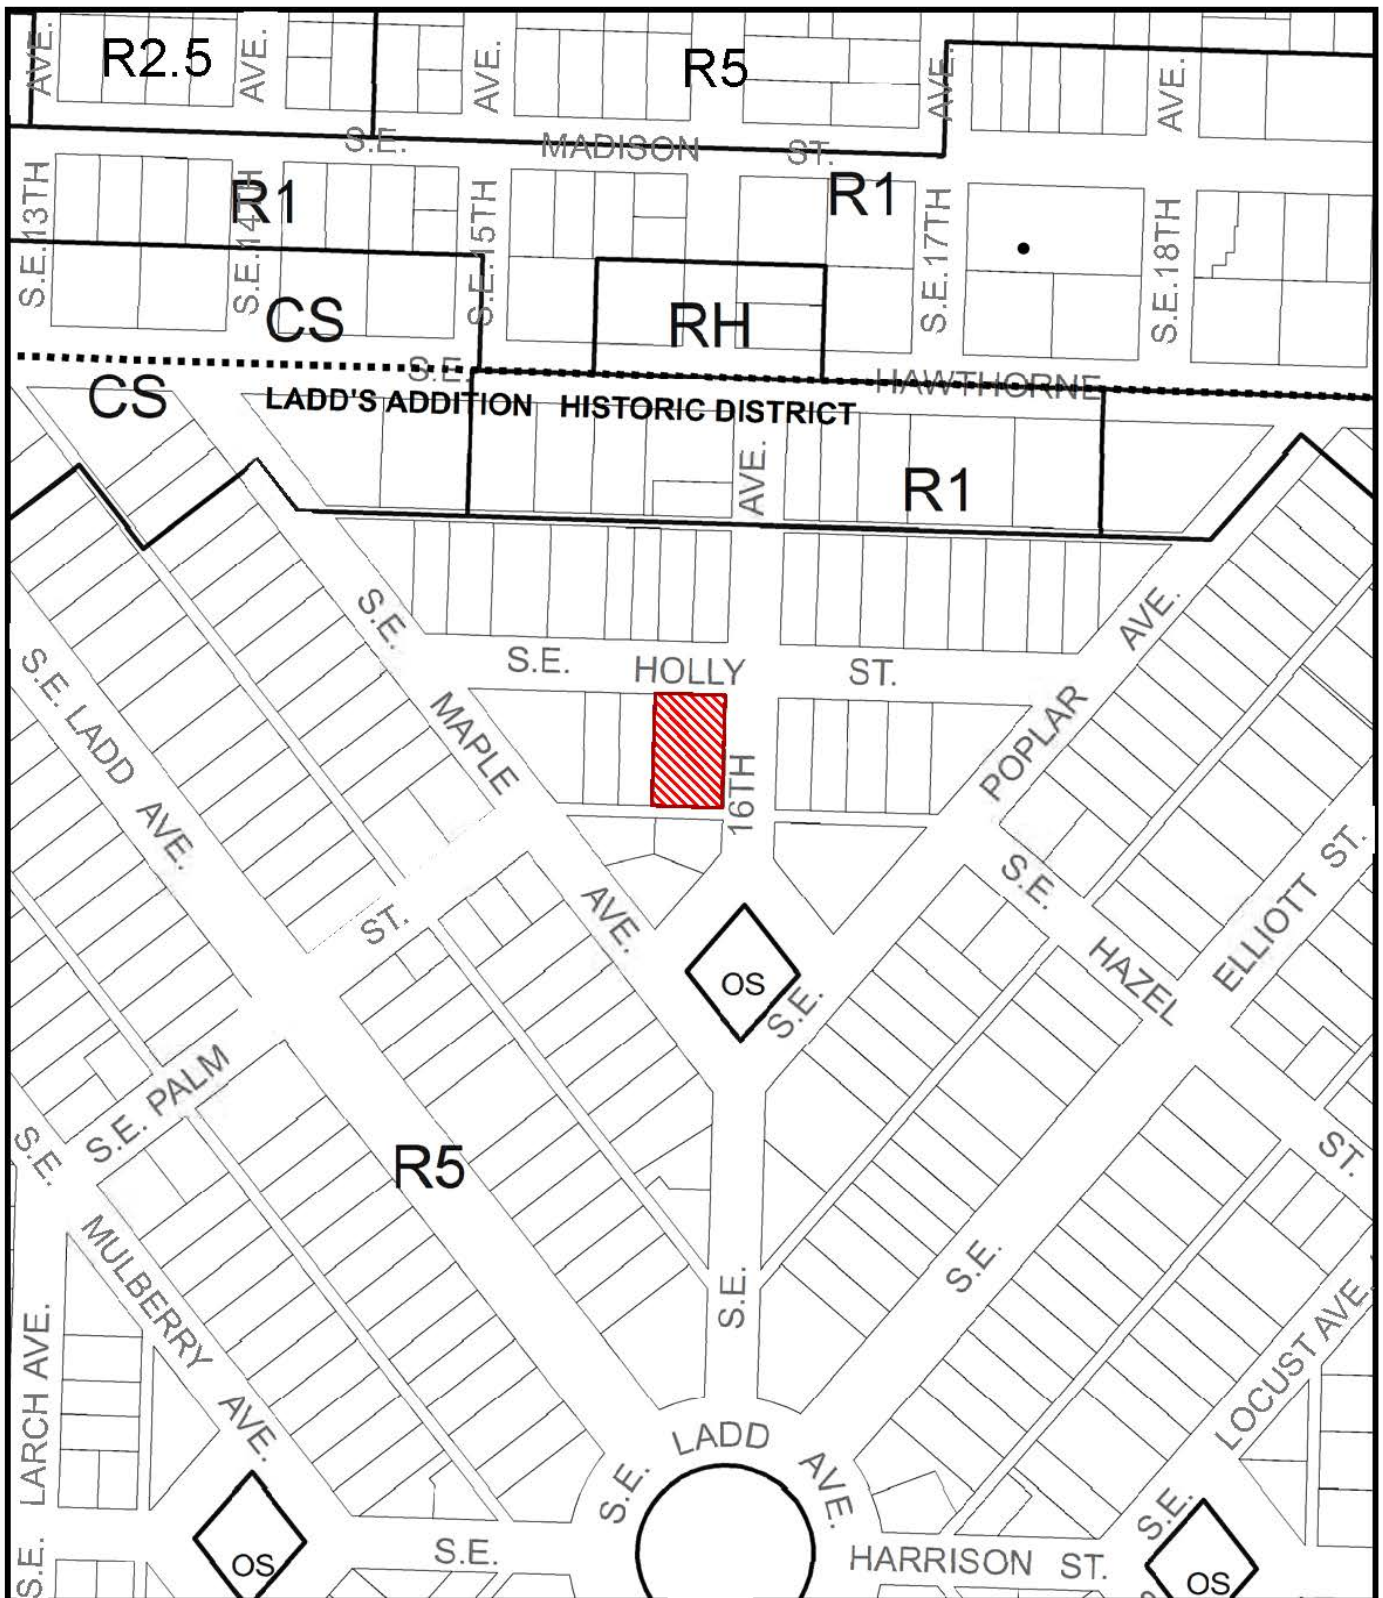 AVE.
R2.5
AVE.
AVE.
R5
AVE.
AVE.
S.E. MADISON ST.
S.E. 13TH
R1
S.E. 14TH
S.E. 15TH
R1
S.E. 17TH
S.E. 18TH
CS
RH
S.E. HAWTHORNE
CS
LADD'S ADDITION HISTORIC DISTRICT
AVE.
R1
S.E.
AVE.
S.E. HOLLY ST.
S.E. LADD AVE.
MAPLE
POPLAR
16TH
ST.
AVE.
S.E.
HAZEL
ELLIOTT ST.
OS
S.E.
S.E. PALM
S.E.
R5
ST.
MULBERRY
S.E.
S.E.
LARCH AVE.
AVE.
LOCUST AVE.
LADD
S.E.
AVE.
S.E.
S.E.
OS
S.E.
HARRISON ST.
OS